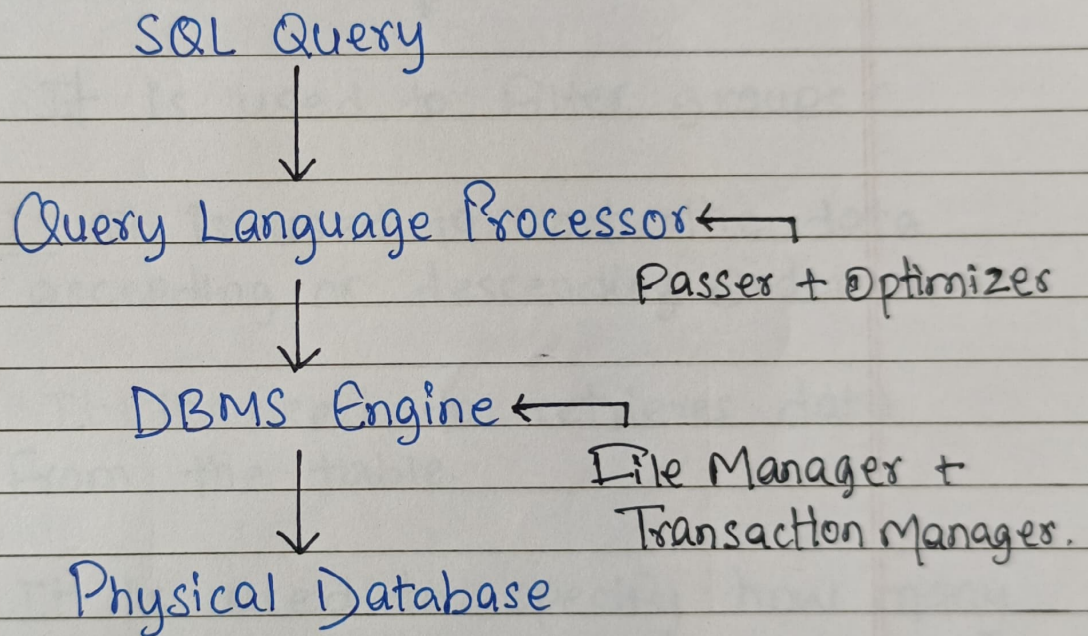 SQL Query
Query Language Processor
Passer + Optimizer
DBMS Engine
File Manager +
Transaction Manager.
Physical Database